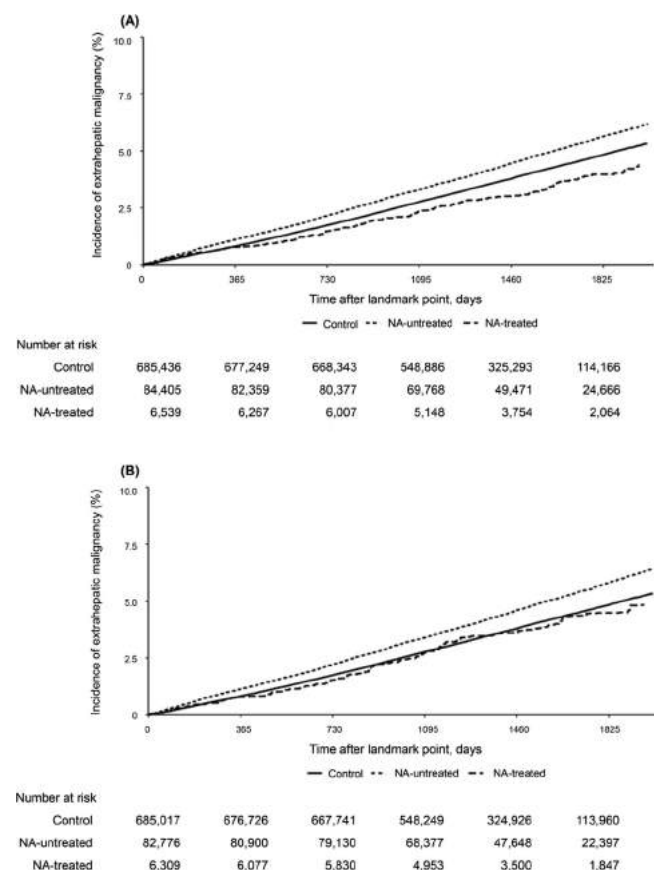 (A)
10.0
7.5
5.0
2.5
0
Incidence of extrahepatic malignancy (%)
0 365 730 1095 1460 1825
Time after landmark point, days
Control NA-untreated NA-treated
Number at risk
Control 685,436 677,249 668,343 548,886 325,293 114,166
NA-untreated 84,405 82,359 80,377 69,768 49,471 24,666
NA-treated 6,539 6,267 6,007 5,148 3,754 2,064
(B)
10.0
7.5
5.0
2.5
0
Incidence of extrahepatic malignancy (%)
0 365 730 1095 1460 1825
Time after landmark point, days
Control NA-untreated NA-treated
Number at risk
Control 685,017 676,726 667,741 548,249 324,926 113,960
NA-untreated 82,776 80,900 79,130 68,377 47,648 22,397
NA-treated 6,309 6,077 5,830 4,953 3,500 1,847